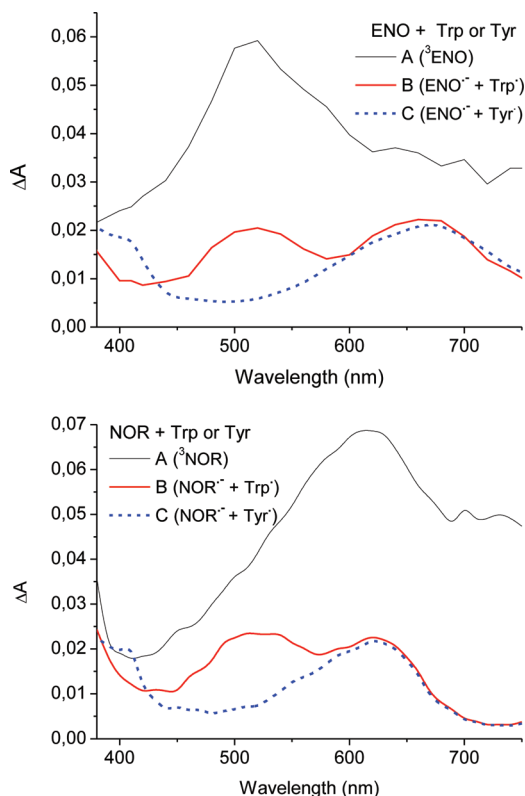 ENO + Trp or Tyr
A (³ENO)
B (ENO·⁻ + Trp·)
C (ENO·⁻ + Tyr·)
0,06
0,05
0,04
0,03
0,02
0,01
0,00
ΔA
400 500 600 700
Wavelength (nm)
NOR + Trp or Tyr
A (³NOR)
B (NOR·⁻ + Trp·)
C (NOR·⁻ + Tyr·)
0,07
0,06
0,05
0,04
0,03
0,02
0,01
0,00
ΔA
400 500 600 700
Wavelength (nm)